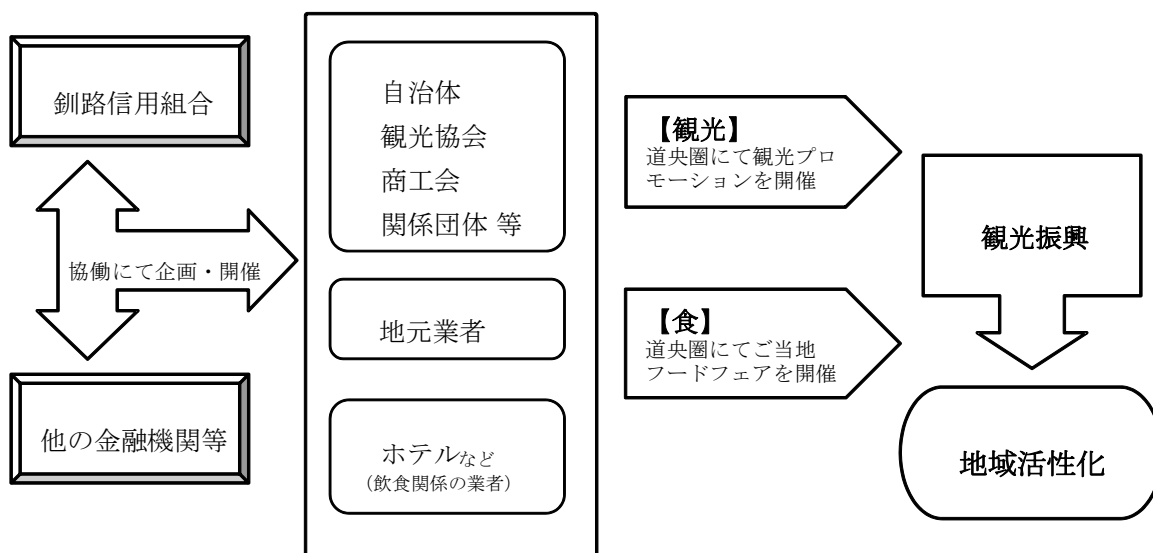 釧路信用組合
協働にて企画・開催
他の金融機関等
自治体
観光協会
商工会
関係団体 等
地元業者
ホテルなど
（飲食関係の業者）
【観光】
道央圏にて観光プロ
モーションを開催
【食】
道央圏にてご当地
フードフェアを開催
観光振興
地域活性化